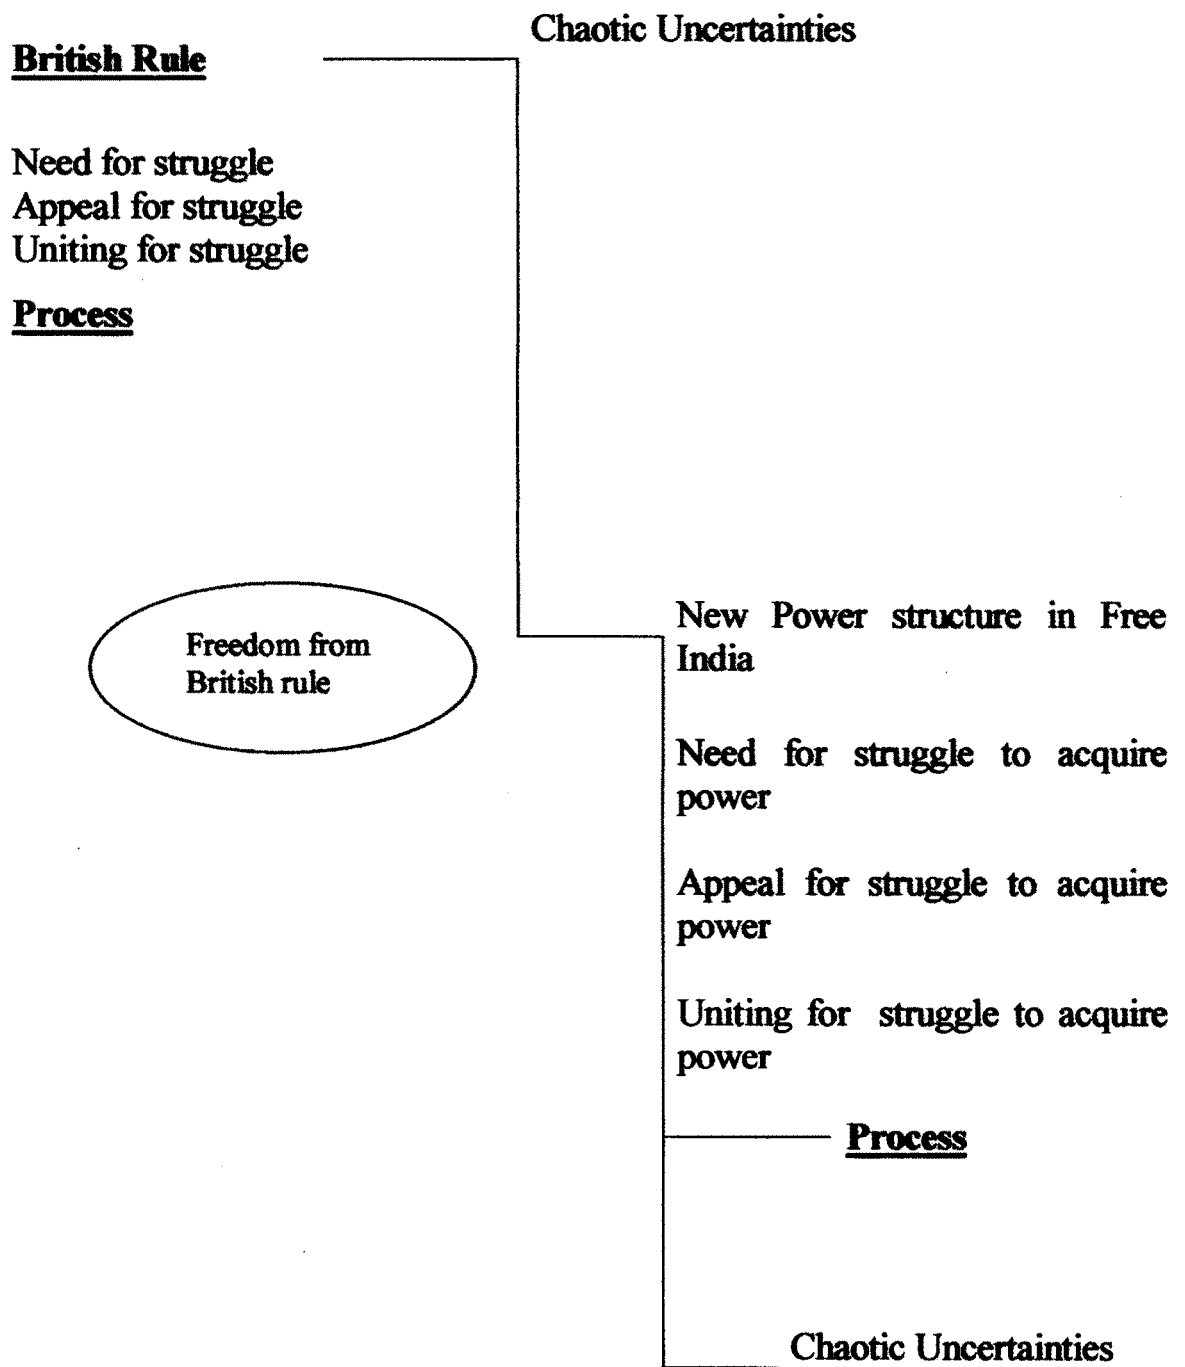 Chaotic Uncertainties
British Rule
Need for struggle
Appeal for struggle
Uniting for struggle
Process
Freedom from
British rule
New Power structure in Free
India
Need for struggle to acquire
power
Appeal for struggle to acquire
power
Uniting for struggle to acquire
power
Process
Chaotic Uncertainties